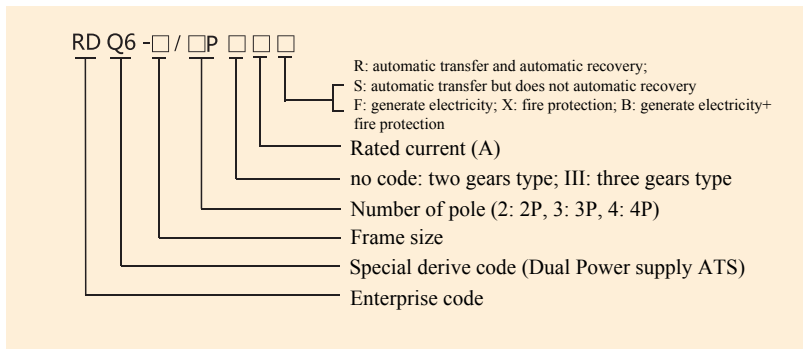 RD Q6 -□ / □P □ □ □
R: automatic transfer and automatic recovery;
S: automatic transfer but does not automatic recovery
F: generate electricity; X: fire protection; B: generate electricity+
fire protection
Rated current (A)
no code: two gears type; III: three gears type
Number of pole (2: 2P, 3: 3P, 4: 4P)
Frame size
Special derive code (Dual Power supply ATS)
Enterprise code